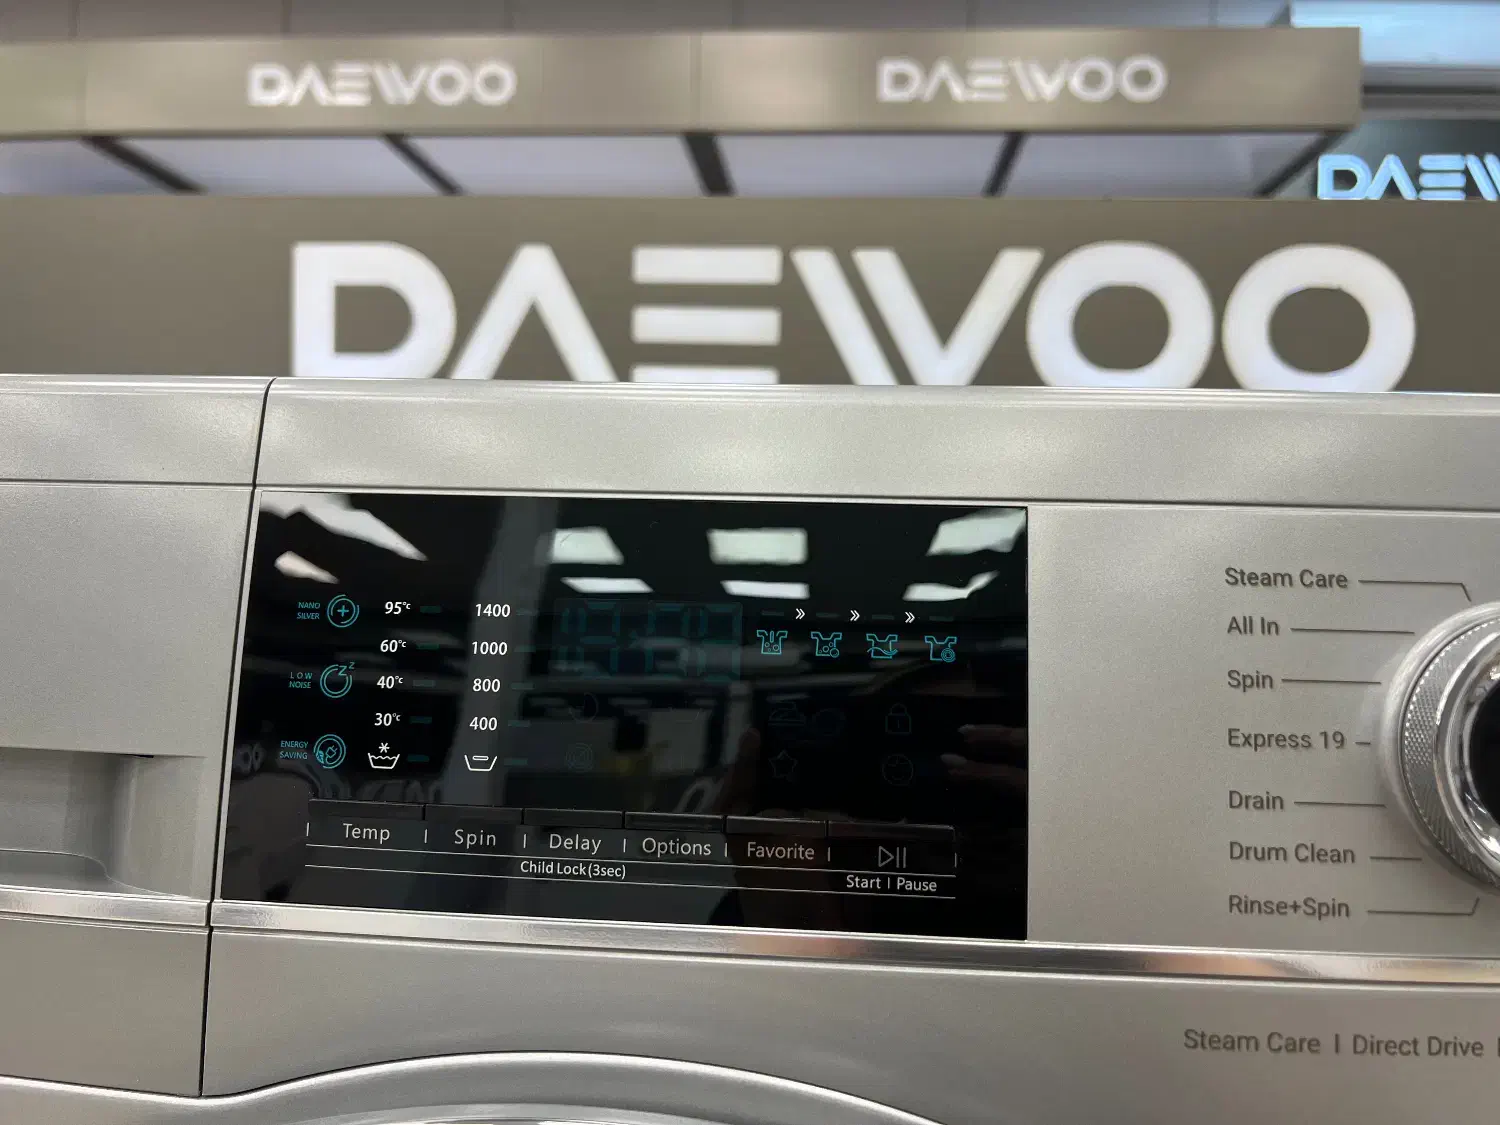 DAEWOO
DAEWOO
DAEW
DAEWOO
NANO
SILVER
95°c
1400
60°c
1000
LOW
NOISE
40°c
800
30°c
400
ENERGY
SAVING
Temp
Spin
Delay
Options
Favorite
Child Lock(3sec)
Start | Pause
Steam Care
All In
Spin
Express 19
Drain
Drum Clean
Rinse+Spin
Steam Care | Direct Drive